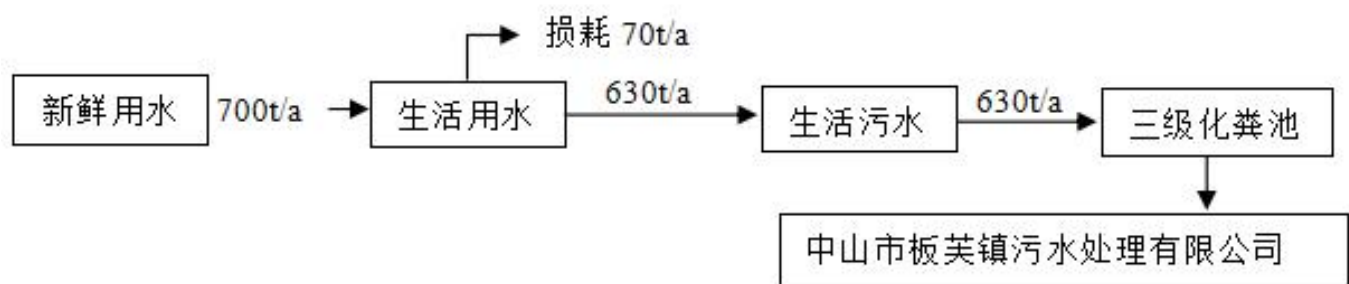 损耗 70t/a
新鲜用水
700t/a
生活用水
630t/a
生活污水
630t/a
三级化粪池
中山市板芙镇污水处理有限公司